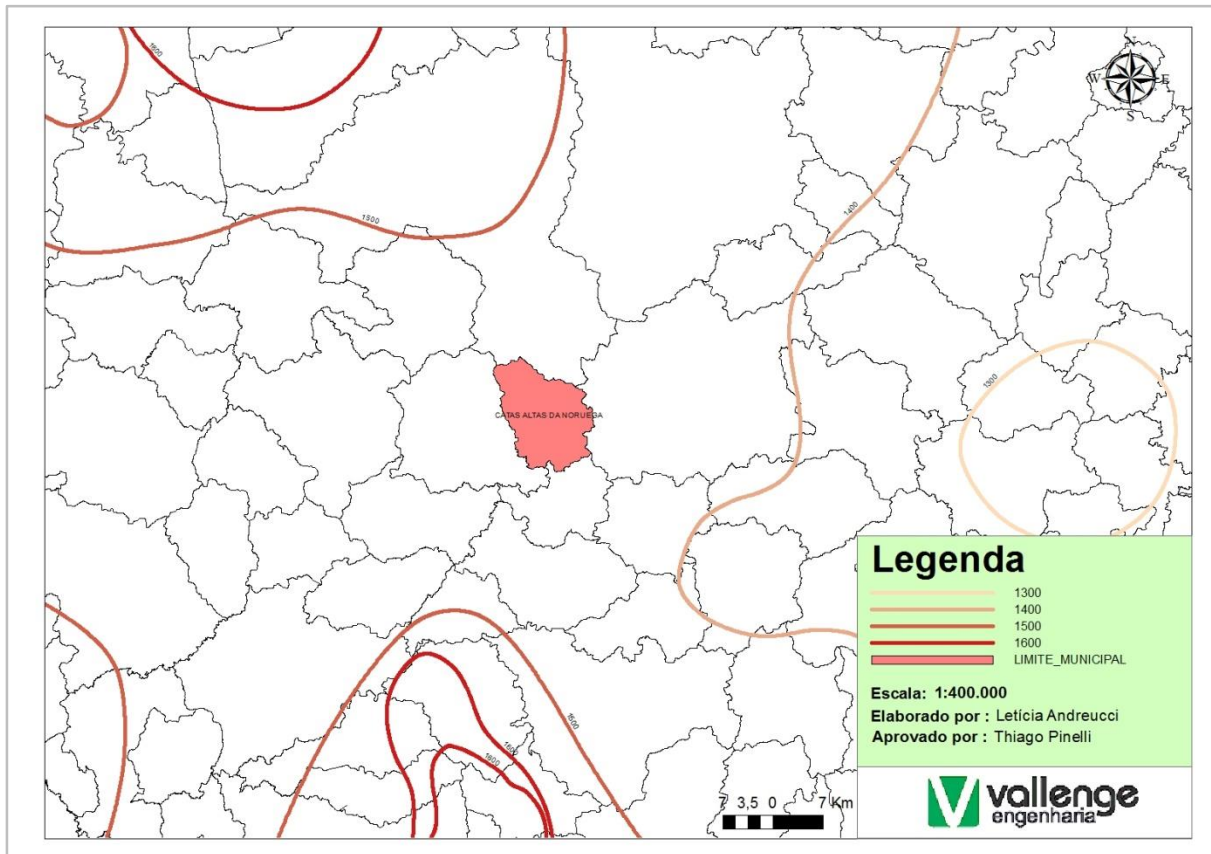 1600
N
W E
S
1400
1500
1300
CATAS ALTAS DA NORUEGA
Legenda
1300
1400
1500
1600
LIMITE_MUNICIPAL
Escala: 1:400.000
Elaborado por : Letícia Andreucci
Aprovado por : Thiago Pinelli
1500
1600
7 3,5 0 7 Km
vallenge
engenharia